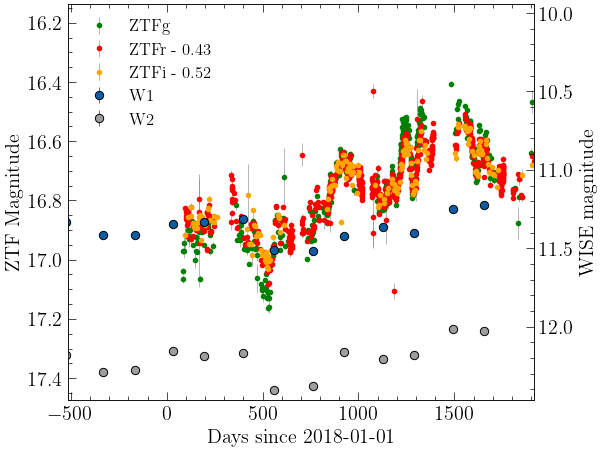 ZTFg
ZTFr - 0.43
ZTFi - 0.52
W1
W2
16.2
16.4
16.6
16.8
17.0
17.2
17.4
ZTF Magnitude
10.0
10.5
11.0
11.5
12.0
WISE magnitude
−500
0
500
1000
1500
Days since 2018-01-01